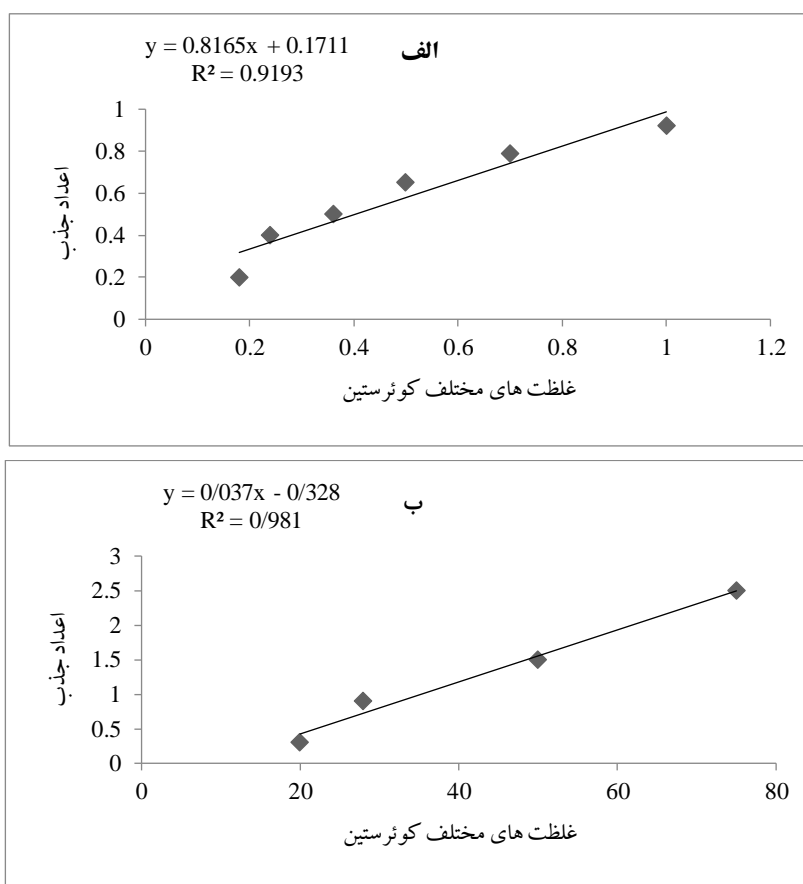 y = 0.8165x + 0.1711
R² = 0.9193
الف
1
0.8
0.6
0.4
0.2
0
0 0.2 0.4 0.6 0.8 1 1.2
اعداد جذب
غلظت های مختلف کوئرستین
y = 0/037x - 0/328
R² = 0/981
ب
3
2.5
2
1.5
1
0.5
0
0 20 40 60 80
اعداد جذب
غلظت های مختلف کوئرستین